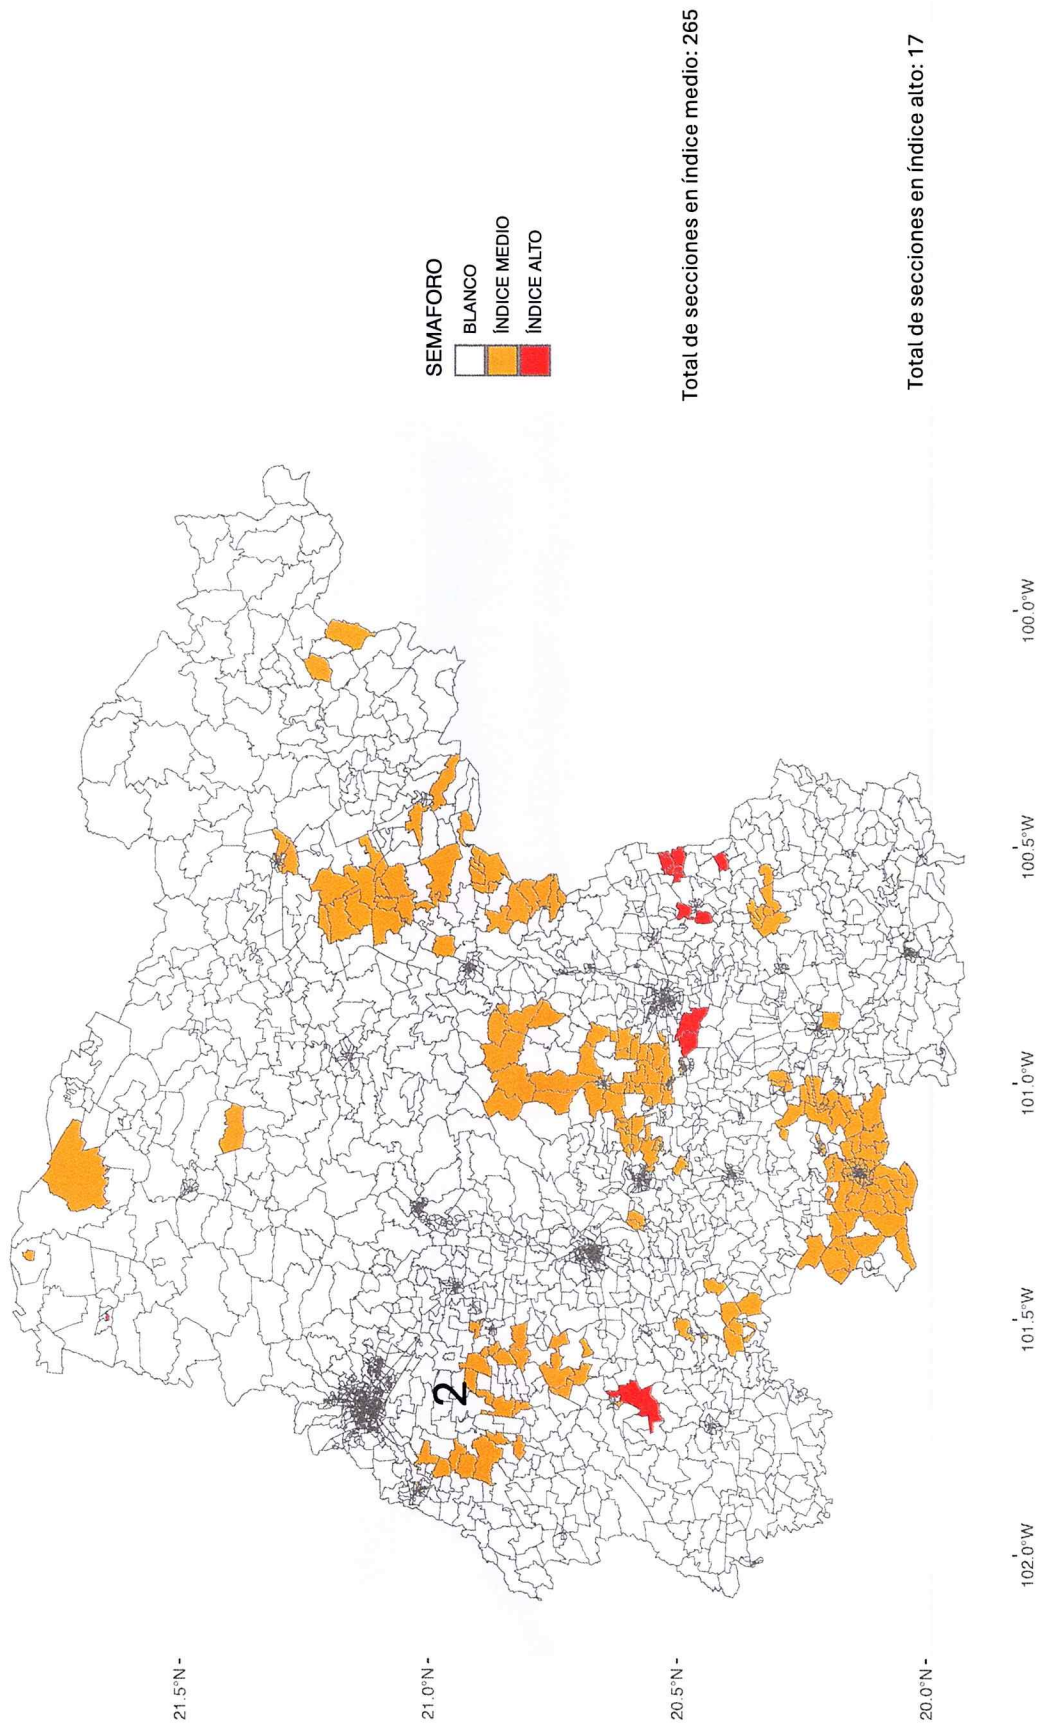 SEMAFORO
BLANCO
ÍNDICE MEDIO
ÍNDICE ALTO
Total de secciones en índice medio: 265
Total de secciones en índice alto: 17
2
21.5°N
21.0°N
20.5°N
20.0°N
102.0°W
101.5°W
101.0°W
100.5°W
100.0°W